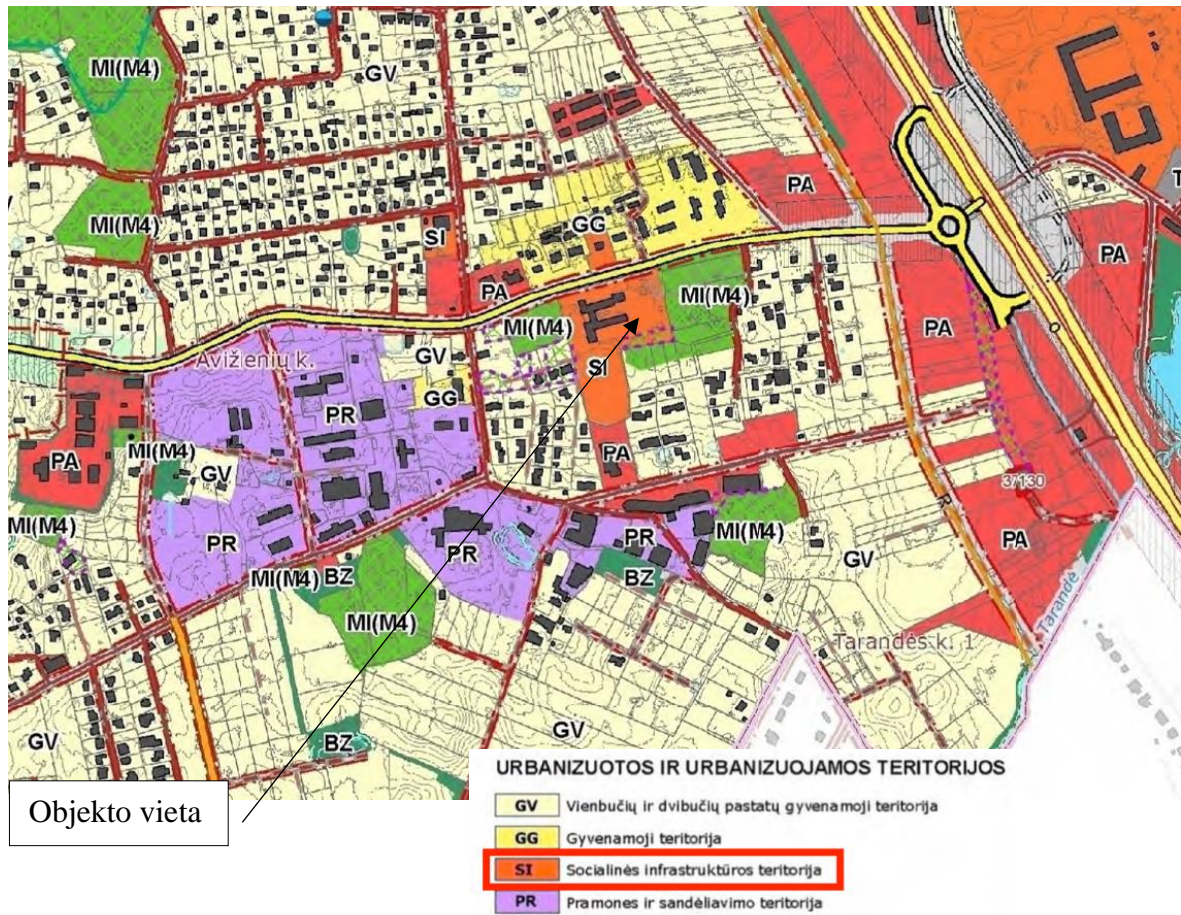 MI(M4)
GV
MI(M4)
PA
T
SI
GG
PA
PA
MI(M4)
MI(M4)
PA
PA
Aviženių k.
GV
SI
GG
PR
PA
MI(M4)
PA
GV
3/130
MI(M4)
PR
PR
PR
MI(M4)
PA
BZ
GV
MI(M4)
BZ
MI(M4)
Tarandė
Tarandės k. 1
GV
BZ
GV
Objekto vieta
URBANIZUOTOS IR URBANIZUOJAMOS TERITORIJOS
GV Vienbučių ir dvibučių pastatų gyvenamoji teritorija
GG Gyvenamoji teritorija
SI Socialinės infrastruktūros teritorija
PR Pramones ir sandėliavimo teritorija